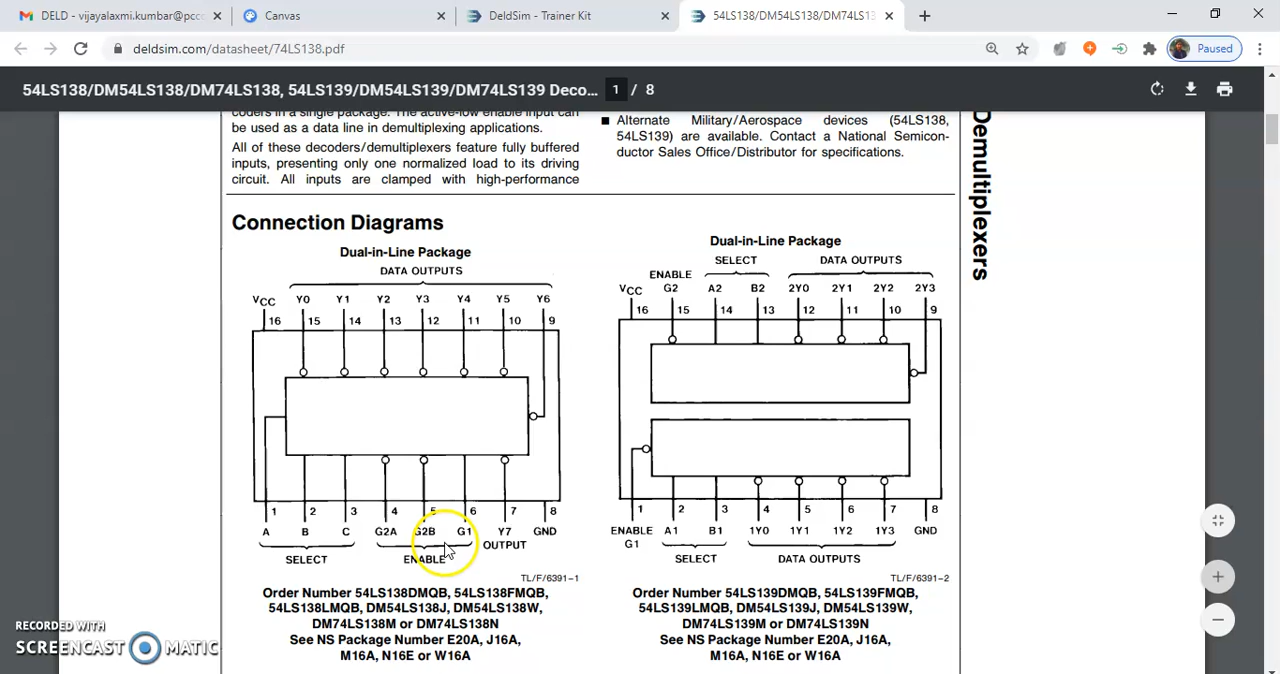 DELD - vijayalaxmi.kumbar@pcc
Canvas
DeldSim - Trainer Kit
54LS138/DM54LS138/DM74LS13
deldsim.com/datasheet/74LS138.pdf
Paused
54LS138/DM54LS138/DM74LS138, 54LS139/DM54LS139/DM74LS139 Deco...
1 / 8
coders in a single package. The active-low enable input can
be used as a data line in demultiplexing applications.
All of these decoders/demultiplexers feature fully buffered
inputs, presenting only one normalized load to its driving
circuit. All inputs are clamped with high-performance
■ Alternate Military/Aerospace devices (54LS138,
54LS139) are available. Contact a National Semicon-
ductor Sales Office/Distributor for specifications.
Demultiplexers
Connection Diagrams
Dual-in-Line Package
DATA OUTPUTS
VCC Y0 Y1 Y2 Y3 Y4 Y5 Y6
16 15 14 13 12 11 10 9
1 2 3 4 5 6 7 8
A B C G2A G2B G1 Y7 GND
SELECT ENABLE OUTPUT
TL/F/6391-1
Order Number 54LS138DMQB, 54LS138FMQB,
54LS138LMQB, DM54LS138J, DM54LS138W,
DM74LS138M or DM74LS138N
See NS Package Number E20A, J16A,
M16A, N16E or W16A
Dual-in-Line Package
ENABLE SELECT DATA OUTPUTS
VCC G2 A2 B2 2Y0 2Y1 2Y2 2Y3
16 15 14 13 12 11 10 9
1 2 3 4 5 6 7 8
ENABLE A1 B1 1Y0 1Y1 1Y2 1Y3 GND
G1 SELECT DATA OUTPUTS
TL/F/6391-2
Order Number 54LS139DMQB, 54LS139FMQB,
54LS139LMQB, DM54LS139J, DM54LS139W,
DM74LS139M or DM74LS139N
See NS Package Number E20A, J16A,
M16A, N16E or W16A
RECORDED WITH
SCREENCAST MATIC